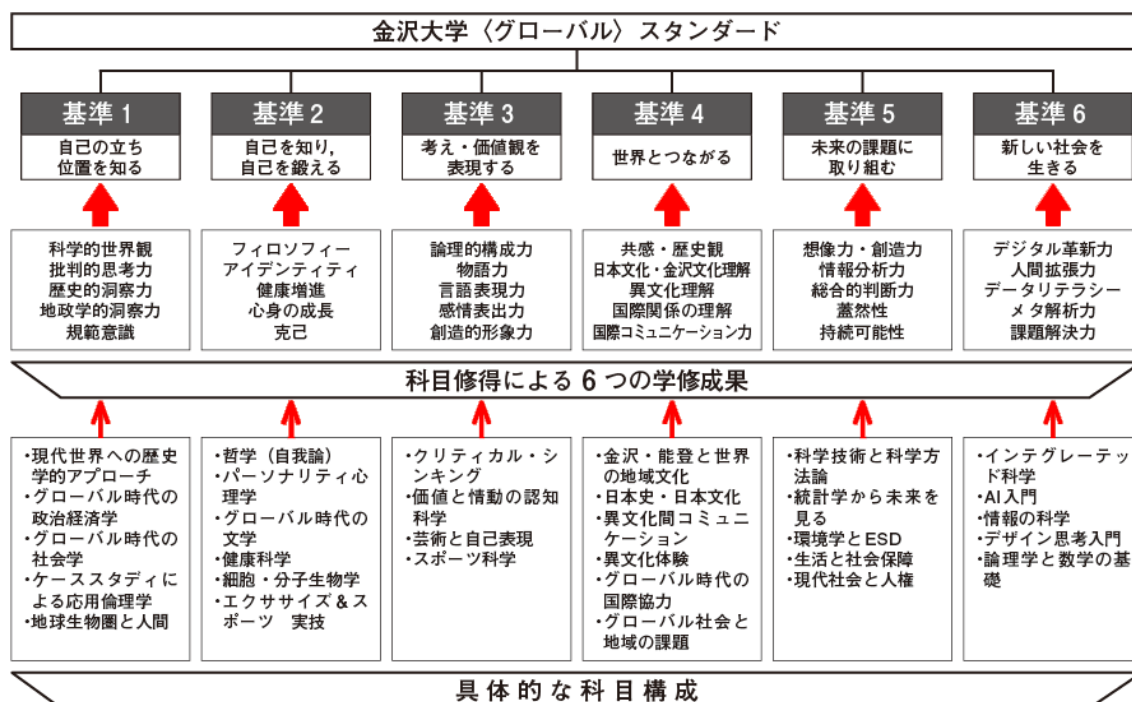 金沢大学〈グローバル〉スタンダード
基準1
自己の立ち
位置を知る
基準2
自己を知り，
自己を鍛える
基準3
考え・価値観を
表現する
基準4
世界とつながる
基準5
未来の課題に
取り組む
基準6
新しい社会を
生きる
科学的世界観
批判的思考力
歴史的洞察力
地政学的洞察力
規範意識
フィロソフィー
アイデンティティ
健康増進
心身の成長
克己
論理的構成力
物語力
言語表現力
感情表出力
創造的形象力
共感・歴史観
日本文化・金沢文化理解
異文化理解
国際関係の理解
国際コミュニケーション力
想像力・創造力
情報分析力
総合的判断力
蓋然性
持続可能性
デジタル革新力
人間拡張力
データリテラシー
メタ解析力
課題解決力
科目修得による6つの学修成果
・現代世界への歴史
学的アプローチ
・グローバル時代の
政治経済学
・グローバル時代の
社会学
・ケーススタディに
よる応用倫理学
・地球生物圏と人間
・哲学（自我論）
・パーソナリティ心
理学
・グローバル時代の
文学
・健康科学
・細胞・分子生物学
・エクササイズ＆ス
ポーツ　実技
・クリティカル・シ
ンキング
・価値と情動の認知
科学
・芸術と自己表現
・スポーツ科学
・金沢・能登と世界
の地域文化
・日本史・日本文化
・異文化間コミュニ
ケーション
・異文化体験
・グローバル時代の
国際協力
・グローバル社会と
地域の課題
・科学技術と科学方
法論
・統計学から未来を
見る
・環境学とESD
・生活と社会保障
・現代社会と人権
・インテグレーテッ
ド科学
・AI入門
・情報の科学
・デザイン思考入門
・論理学と数学の基
礎
具体的な科目構成